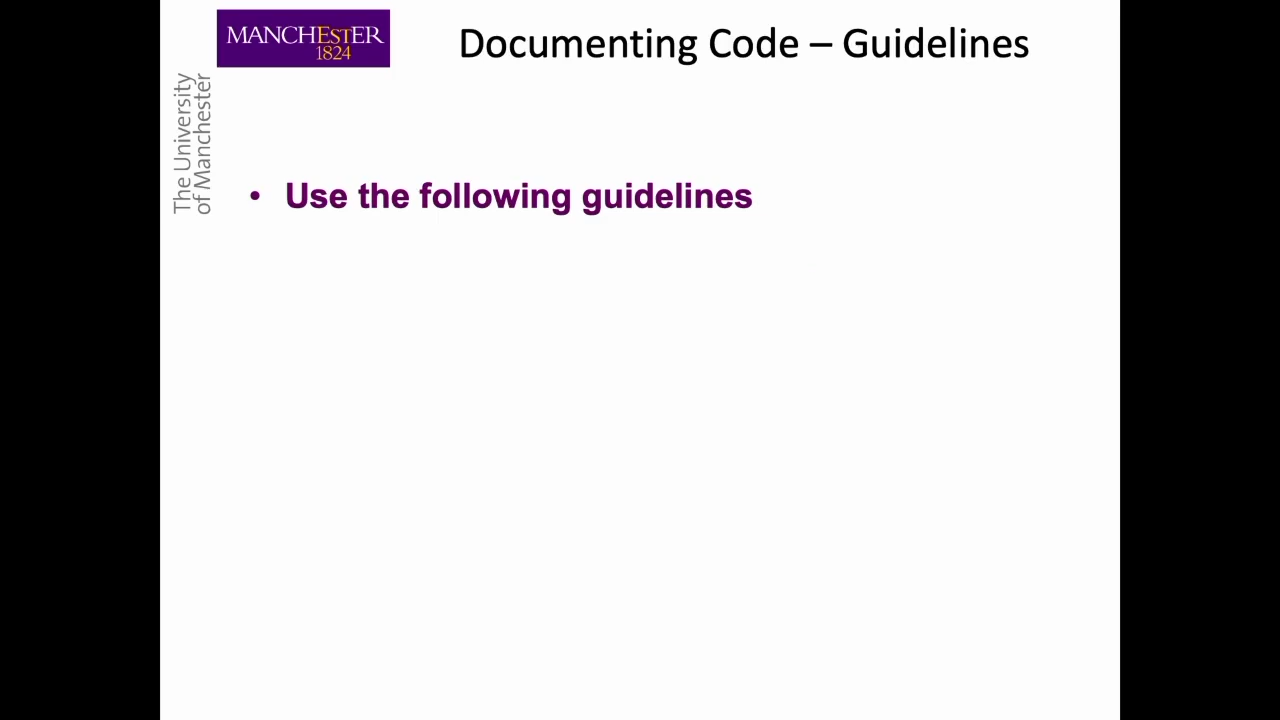 MANCHESTER
1824
The University
of Manchester
Documenting Code – Guidelines
• Use the following guidelines